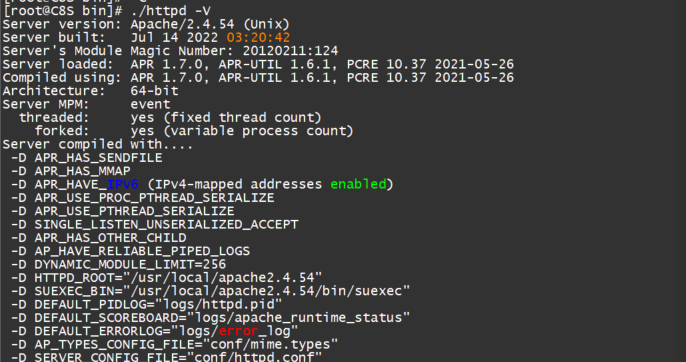 [root@C8S bin]# ./httpd -V
Server version: Apache/2.4.54 (Unix)
Server built:   Jul 14 2022 03:20:42
Server's Module Magic Number: 20120211:124
Server loaded:  APR 1.7.0, APR-UTIL 1.6.1, PCRE 10.37 2021-05-26
Compiled using: APR 1.7.0, APR-UTIL 1.6.1, PCRE 10.37 2021-05-26
Architecture:   64-bit
Server MPM:     event
  threaded:     yes (fixed thread count)
    forked:     yes (variable process count)
Server compiled with....
 -D APR_HAS_SENDFILE
 -D APR_HAS_MMAP
 -D APR_HAVE_IPv6 (IPv4-mapped addresses enabled)
 -D APR_USE_PROC_PTHREAD_SERIALIZE
 -D APR_USE_PTHREAD_SERIALIZE
 -D SINGLE_LISTEN_UNSERIALIZED_ACCEPT
 -D APR_HAS_OTHER_CHILD
 -D AP_HAVE_RELIABLE_PIPED_LOGS
 -D DYNAMIC_MODULE_LIMIT=256
 -D HTTPD_ROOT="/usr/local/apache2.4.54"
 -D SUEXEC_BIN="/usr/local/apache2.4.54/bin/suexec"
 -D DEFAULT_PIDLOG="logs/httpd.pid"
 -D DEFAULT_SCOREBOARD="logs/apache_runtime_status"
 -D DEFAULT_ERRORLOG="logs/error_log"
 -D AP_TYPES_CONFIG_FILE="conf/mime.types"
 -D SERVER_CONFIG_FILE="conf/httpd.conf"